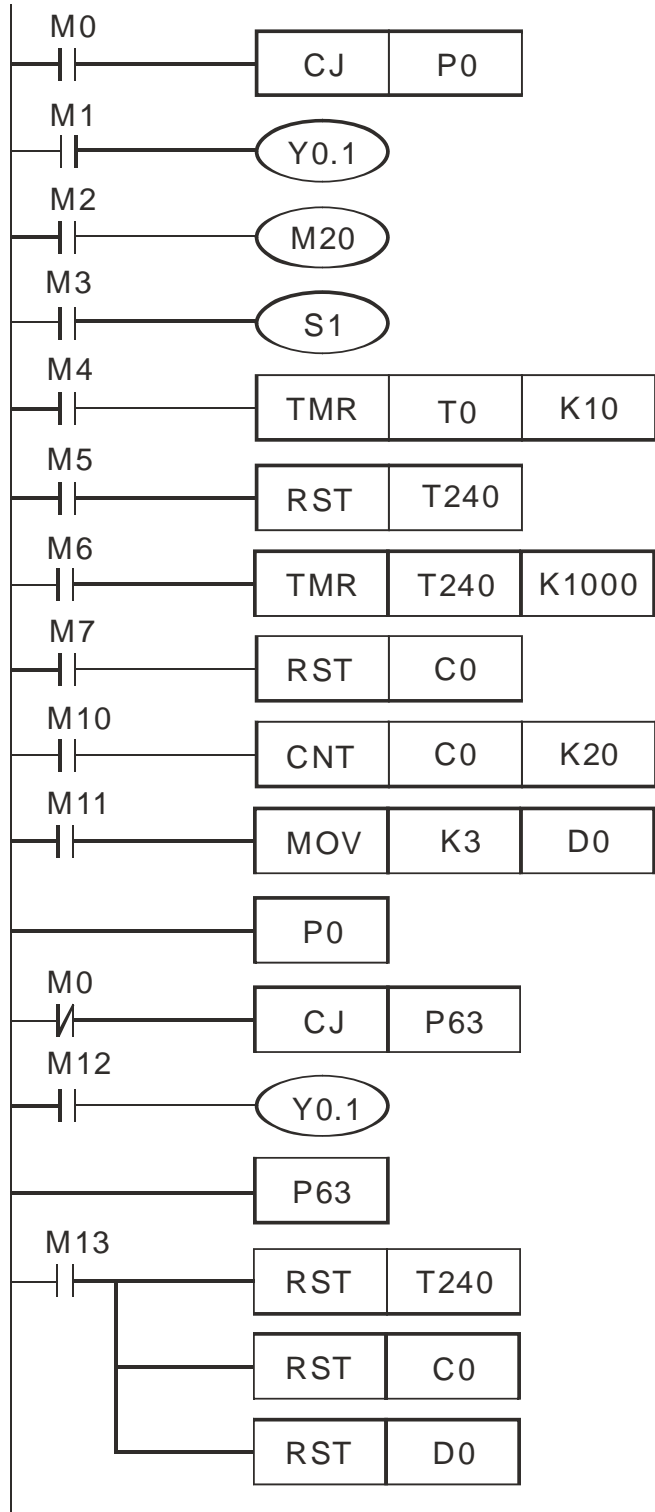 M0
CJ P0
M1
Y0.1
M2
M20
M3
S1
M4
TMR T0 K10
M5
RST T240
M6
TMR T240 K1000
M7
RST C0
M10
CNT C0 K20
M11
MOV K3 D0
P0
M0
CJ P63
M12
Y0.1
P63
M13
RST T240
RST C0
RST D0